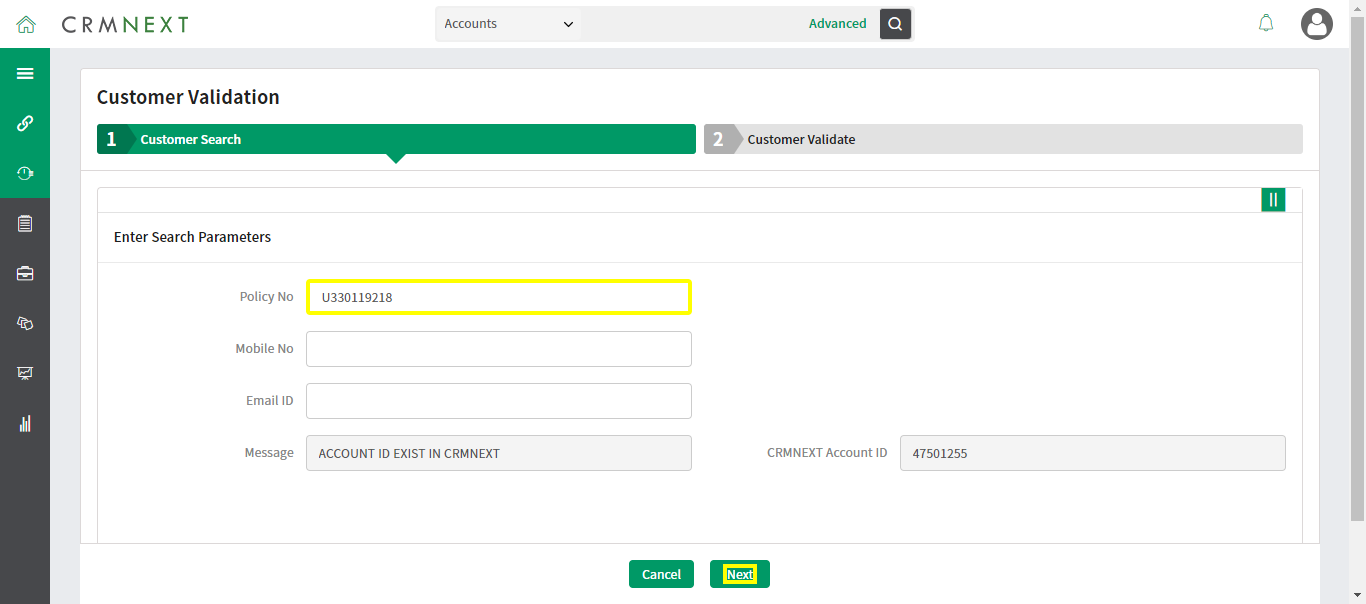 CRMNEXT
Accounts
Advanced
Customer Validation
1 Customer Search
2 Customer Validate
Enter Search Parameters
Policy No U330119218
Mobile No
Email ID
Message ACCOUNT ID EXIST IN CRMNEXT CRMNEXT Account ID 47501255
Cancel Next